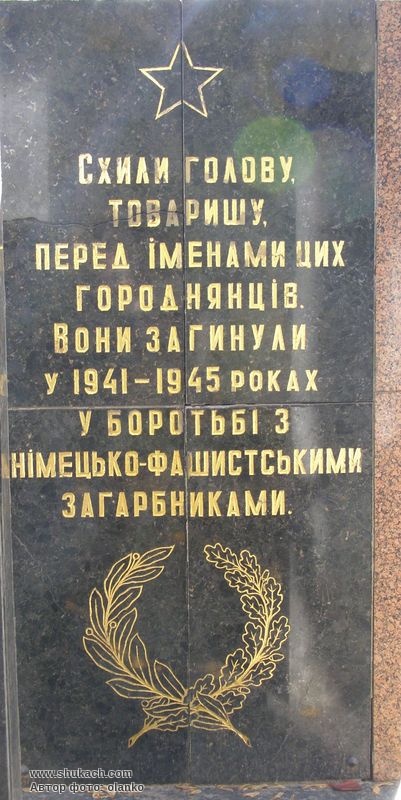 Схили голову,
товаришу,
перед іменами цих
городнянців.
Вони загинули
у 1941–1945 роках
у боротьбі з
німецько-фашистськими
загарбниками.
www.shukach.com
Автор фото -olanko